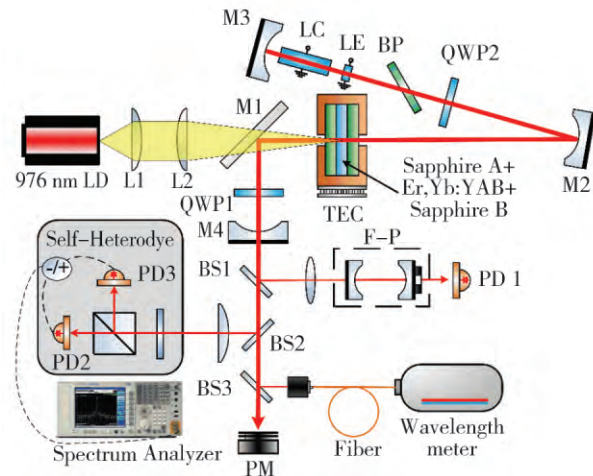 M3
LC
LE
BP
QWP2
M1
976 nm LD
L1
L2
M2
Sapphire A+
Er,Yb:YAB+
Sapphire B
TEC
QWP1
M4
Self-Heterodye
F-P
-/+
PD3
BS1
PD 1
PD2
BS2
BS3
Spectrum Analyzer
PM
Fiber
Wavelength
meter